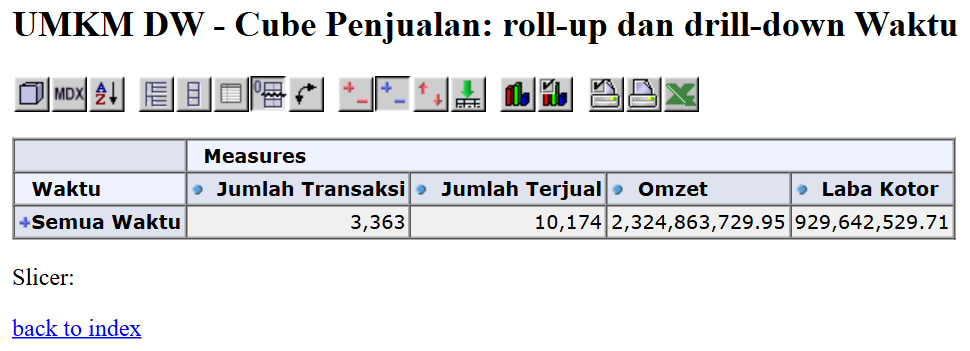 UMKM DW - Cube Penjualan: roll-up dan drill-down Waktu
MDX A Z 0
Measures
Waktu Jumlah Transaksi Jumlah Terjual Omzet Laba Kotor
+Semua Waktu 3,363 10,174 2,324,863,729.95 929,642,529.71
Slicer:
back to index